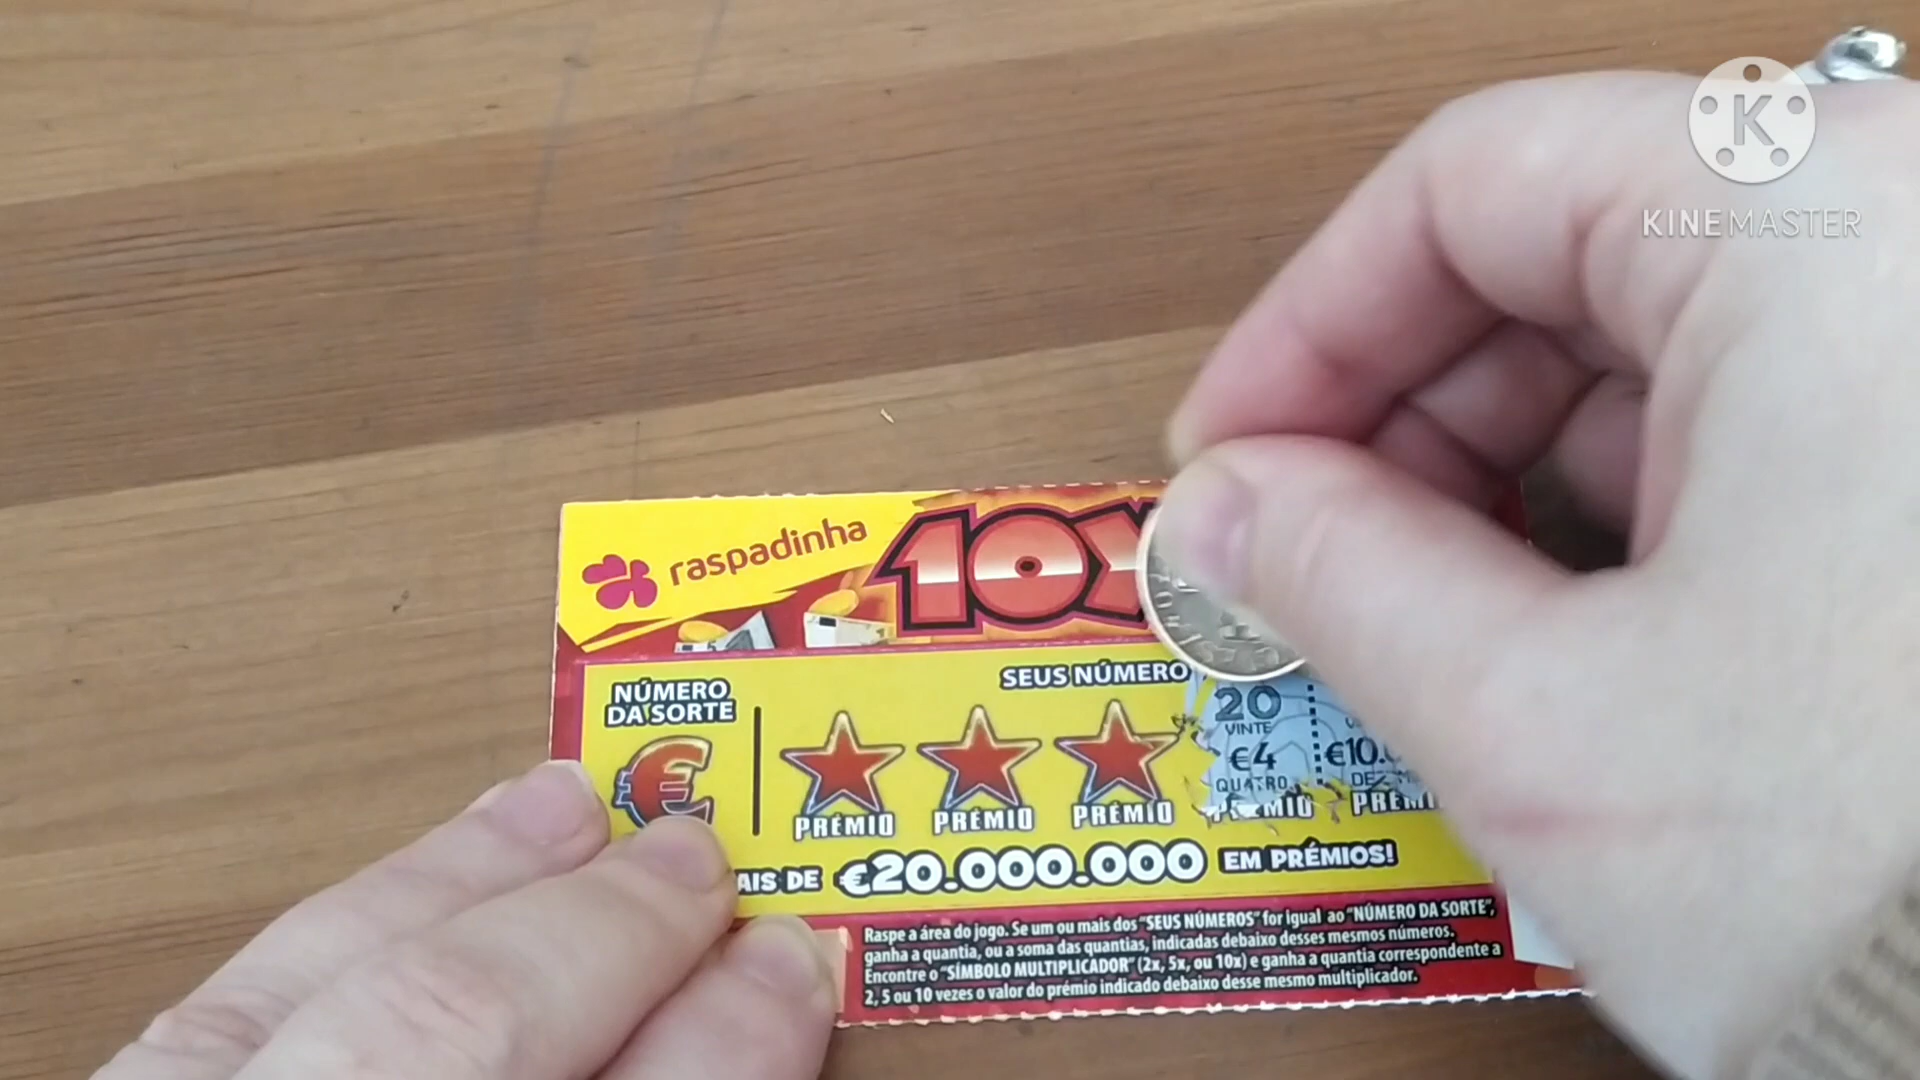 KINEMASTER
raspadinha
10X
NÚMERO
DA SORTE
SEUS NÚMERO
20
VINTE
€4
QUATRO
€10.
PRÉMIO PRÉMIO PRÉMIO PRÉMIO
AIS DE €20.000.000 EM PRÉMIOS!
Raspe a área do jogo. Se um ou mais dos "SEUS NÚMEROS" for igual ao "NÚMERO DA SORTE",
ganha a quantia, ou a soma das quantias, indicadas debaixo desses mesmos números.
Encontre o "SÍMBOLO MULTIPLICADOR" (2x, 5x, ou 10x) e ganha a quantia correspondente a
2, 5 ou 10 vezes o valor do prémio indicado debaixo desse mesmo multiplicador.